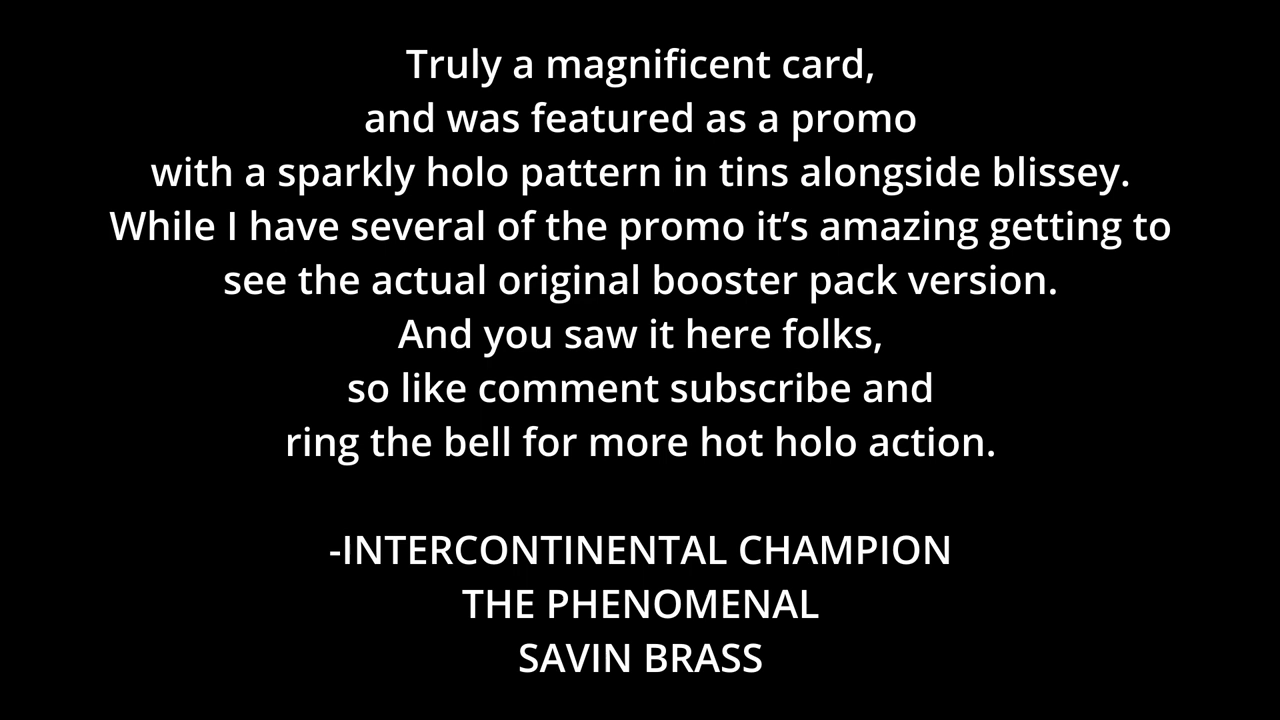 Truly a magnificent card,
and was featured as a promo
with a sparkly holo pattern in tins alongside blissey.
While I have several of the promo it’s amazing getting to
see the actual original booster pack version.
And you saw it here folks,
so like comment subscribe and
ring the bell for more hot holo action.
-INTERCONTINENTAL CHAMPION
THE PHENOMENAL
SAVIN BRASS